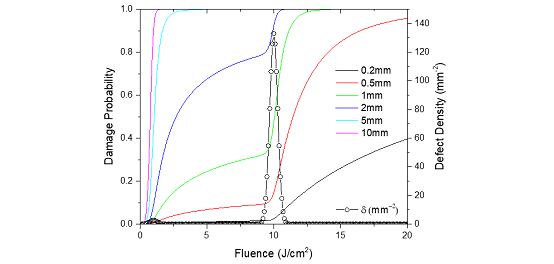 1.0
0.8
0.6
0.4
0.2
0.0
Damage Probability
0.2mm
0.5mm
1mm
2mm
5mm
10mm
δ (mm⁻²)
140
120
100
80
60
40
20
0
Defect Density (mm⁻²)
0
5
10
15
20
Fluence (J/cm²)